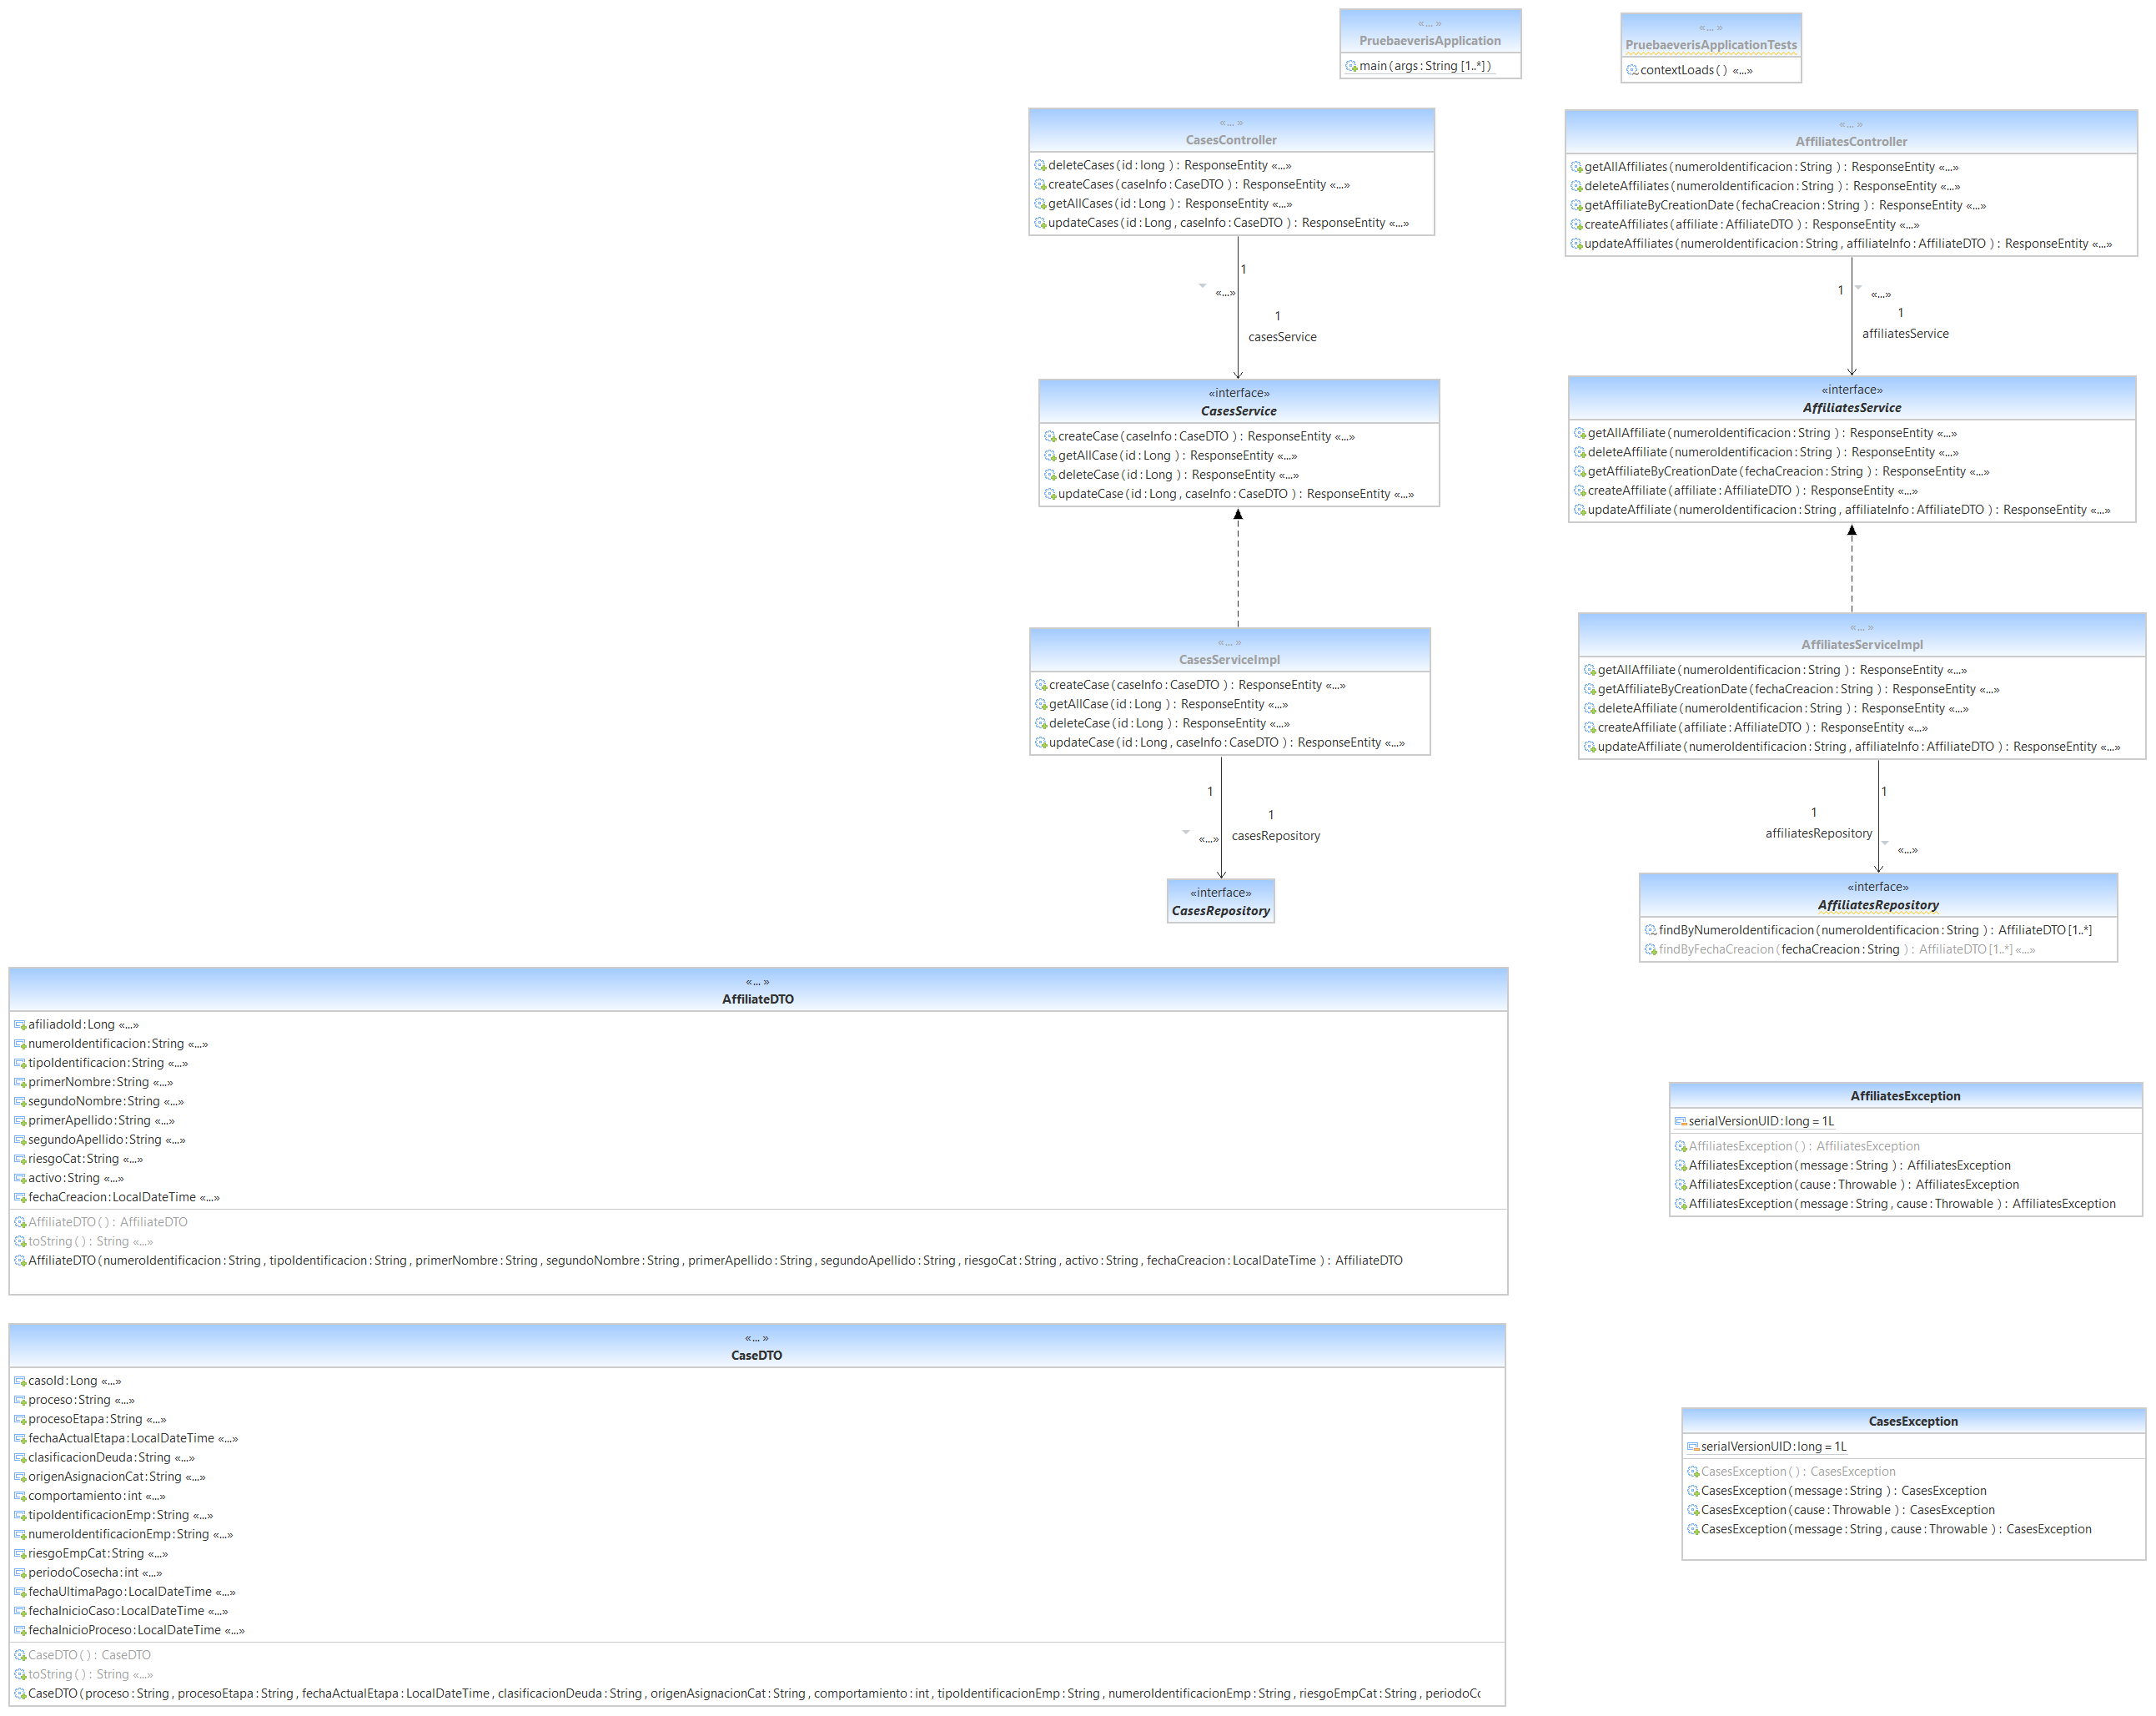 «... »
PruebaeverisApplication
main(args:String [1..*])
«... »
PruebaeverisApplicationTests
contextLoads() «...»
«... »
CasesController
deleteCases(id:long ): ResponseEntity «...»
createCases(caseInfo:CaseDTO ): ResponseEntity «...»
getAllCases(id:Long ): ResponseEntity «...»
updateCases(id:Long, caseInfo:CaseDTO ): ResponseEntity «...»
«... »
AffiliatesController
getAllAffiliates(numeroIdentificacion:String ): ResponseEntity «...»
deleteAffiliates(numeroIdentificacion:String ): ResponseEntity «...»
getAffiliateByCreationDate(fechaCreacion:String ): ResponseEntity «...»
createAffiliates(affiliate:AffiliateDTO ): ResponseEntity «...»
updateAffiliates(numeroIdentificacion:String, affiliateInfo:AffiliateDTO ): ResponseEntity «...»
1
«...»
1
casesService
1
«...»
1
affiliatesService
«interface»
CasesService
createCase(caseInfo:CaseDTO ): ResponseEntity «...»
getAllCase(id:Long ): ResponseEntity «...»
deleteCase(id:Long ): ResponseEntity «...»
updateCase(id:Long, caseInfo:CaseDTO ): ResponseEntity «...»
«interface»
AffiliatesService
getAllAffiliate(numeroIdentificacion:String ): ResponseEntity «...»
deleteAffiliate(numeroIdentificacion:String ): ResponseEntity «...»
getAffiliateByCreationDate(fechaCreacion:String ): ResponseEntity «...»
createAffiliate(affiliate:AffiliateDTO ): ResponseEntity «...»
updateAffiliate(numeroIdentificacion:String, affiliateInfo:AffiliateDTO ): ResponseEntity «...»
«... »
CasesServiceImpl
createCase(caseInfo:CaseDTO ): ResponseEntity «...»
getAllCase(id:Long ): ResponseEntity «...»
deleteCase(id:Long ): ResponseEntity «...»
updateCase(id:Long, caseInfo:CaseDTO ): ResponseEntity «...»
«... »
AffiliatesServiceImpl
getAllAffiliate(numeroIdentificacion:String ): ResponseEntity «...»
getAffiliateByCreationDate(fechaCreacion:String ): ResponseEntity «...»
deleteAffiliate(numeroIdentificacion:String ): ResponseEntity «...»
createAffiliate(affiliate:AffiliateDTO ): ResponseEntity «...»
updateAffiliate(numeroIdentificacion:String, affiliateInfo:AffiliateDTO ): ResponseEntity «...»
1
1
«...» casesRepository
1
1
affiliatesRepository
«...»
«interface»
CasesRepository
«interface»
AffiliatesRepository
findByNumeroIdentificacion(numeroIdentificacion:String ): AffiliateDTO[1..*]
findByFechaCreacion(fechaCreacion:String ): AffiliateDTO[1..*] «...»
«... »
AffiliateDTO
afiliadoId:Long «...»
numeroIdentificacion:String «...»
tipoIdentificacion:String «...»
primerNombre:String «...»
segundoNombre:String «...»
primerApellido:String «...»
segundoApellido:String «...»
riesgoCat:String «...»
activo:String «...»
fechaCreacion:LocalDateTime «...»
AffiliateDTO(): AffiliateDTO
toString(): String «...»
AffiliateDTO(numeroIdentificacion:String, tipoIdentificacion:String, primerNombre:String, segundoNombre:String, primerApellido:String, segundoApellido:String, riesgoCat:String, activo:String, fechaCreacion:LocalDateTime ): AffiliateDTO
AffiliatesException
serialVersionUID:long = 1L
AffiliatesException(): AffiliatesException
AffiliatesException(message:String ): AffiliatesException
AffiliatesException(cause:Throwable ): AffiliatesException
AffiliatesException(message:String, cause:Throwable ): AffiliatesException
«... »
CaseDTO
casoId:Long «...»
proceso:String «...»
procesoEtapa:String «...»
fechaActualEtapa:LocalDateTime «...»
clasificacionDeuda:String «...»
origenAsignacionCat:String «...»
comportamiento:int «...»
tipoIdentificacionEmp:String «...»
numeroIdentificacionEmp:String «...»
riesgoEmpCat:String «...»
periodoCosecha:int «...»
fechaUltimaPago:LocalDateTime «...»
fechaInicioCaso:LocalDateTime «...»
fechaInicioProceso:LocalDateTime «...»
CaseDTO(): CaseDTO
toString(): String «...»
CaseDTO(proceso:String, procesoEtapa:String, fechaActualEtapa:LocalDateTime, clasificacionDeuda:String, origenAsignacionCat:String, comportamiento:int, tipoIdentificacionEmp:String, numeroIdentificacionEmp:String, riesgoEmpCat:String, periodoCo
CasesException
serialVersionUID:long = 1L
CasesException(): CasesException
CasesException(message:String ): CasesException
CasesException(cause:Throwable ): CasesException
CasesException(message:String, cause:Throwable ): CasesException